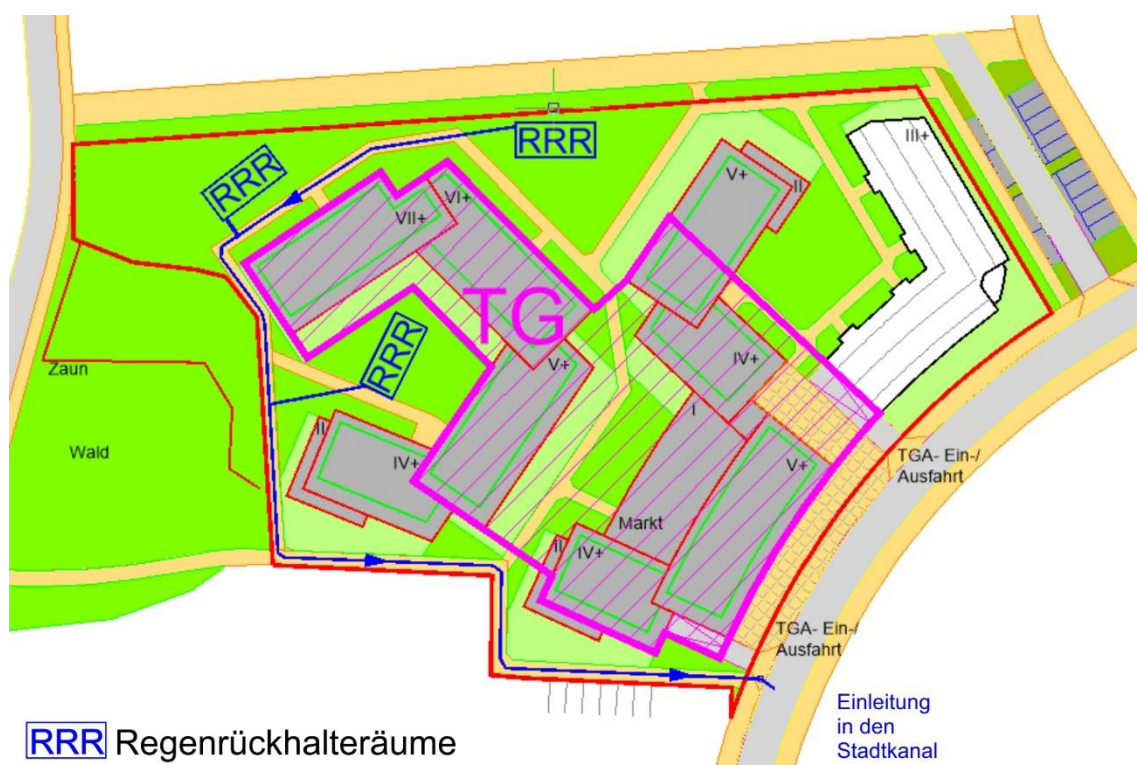 III+
RRR
V+
II
RRR
VI+
VII+
TG
RRR
IV+
V+
Zaun
I
II
Wald
IV+
V+
TGA- Ein-/
Ausfahrt
Markt
II
IV+
TGA- Ein-/
Ausfahrt
Einleitung
in den
Stadtkanal
RRR Regenrückhalteräume